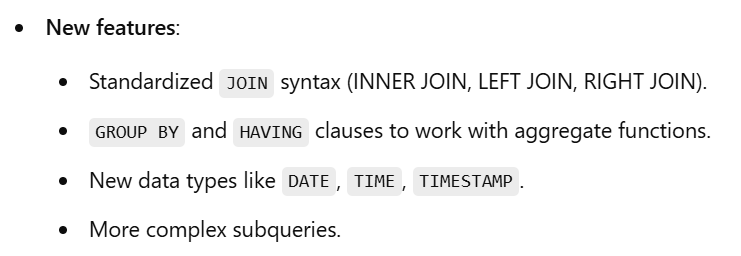 New features:
Standardized JOIN syntax (INNER JOIN, LEFT JOIN, RIGHT JOIN).
GROUP BY and HAVING clauses to work with aggregate functions.
New data types like DATE, TIME, TIMESTAMP.
More complex subqueries.